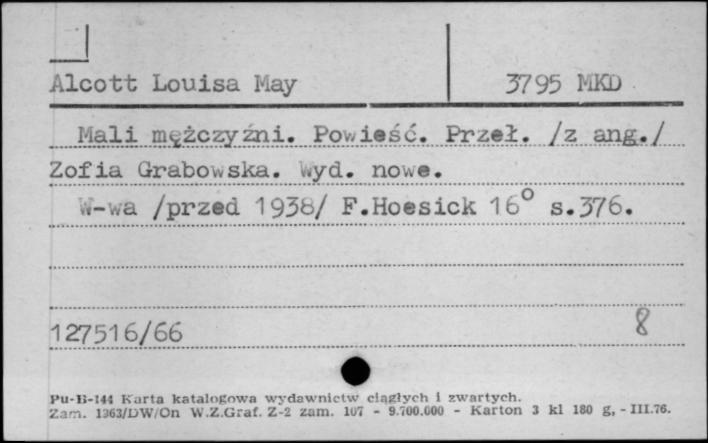 Alcott Louisa May 3795 MKD
Mali mężczyźni. Powieść. Przeł. /z ang./
Zofia Grabowska. Wyd. nowe.
W-wa /przed 1938/ F.Hoesick 16° s.376.
127516/66 8
Pu-B-144 Karta katalogowa wydawnictw ciągłych i zwartych.
Zam. 1363/DW/On W.Z.Graf. Z-2 zam. 107 - 9.700.000 - Karton 3 kl 180 g, - III.76.